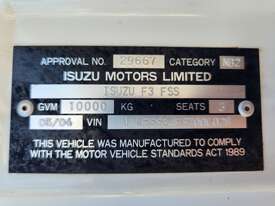 APPROVAL NO. 29667 CATEGORY NB2
ISUZU MOTORS LIMITED
ISUZU F3 FSS
GVM 10000 KG SEATS 3
05/04 VIN
THIS VEHICLE WAS MANUFACTURED TO COMPLY
WITH THE MOTOR VEHICLE STANDARDS ACT 1989